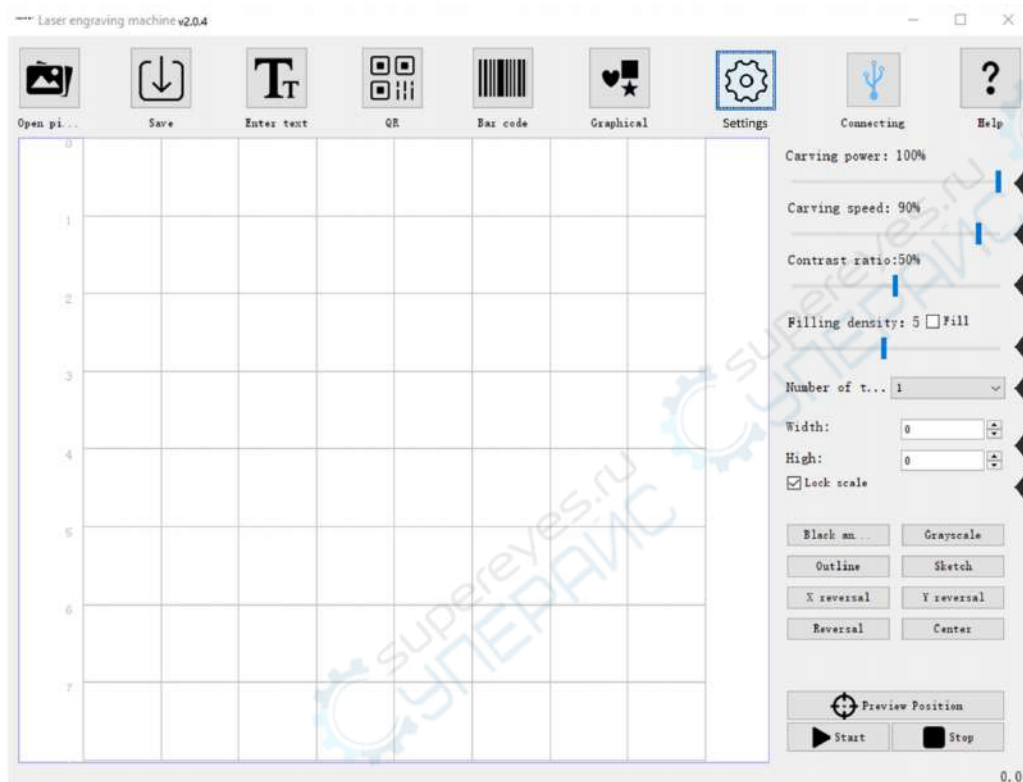 Laser engraving machine v2.0.4
Open pi...
Save
Enter text
QR
Bar code
Graphical
Settings
Connecting
Help
0
1
2
3
4
5
6
7
Carving power: 100%
Carving speed: 90%
Contrast ratio:50%
Filling density: 5 Fill
Number of t... 1
Width: 0
High: 0
Lock scale
Black an... Grayscale
Outline Sketch
X reversal Y reversal
Reversal Center
Preview Position
Start Stop
0.0
supereyes.ru
СУПЕРАЙС
supereyes.ru
СУПЕРАЙС